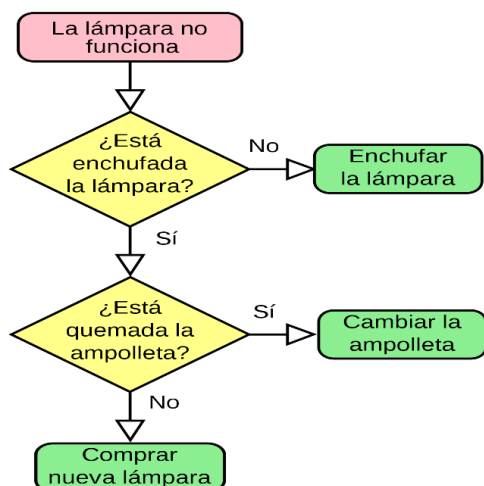 La lámpara no
funciona
¿Está
enchufada
la lámpara?
No
Enchufar
la lámpara
Sí
¿Está
quemada la
ampolleta?
Sí
Cambiar la
ampolleta
No
Comprar
nueva lámpara